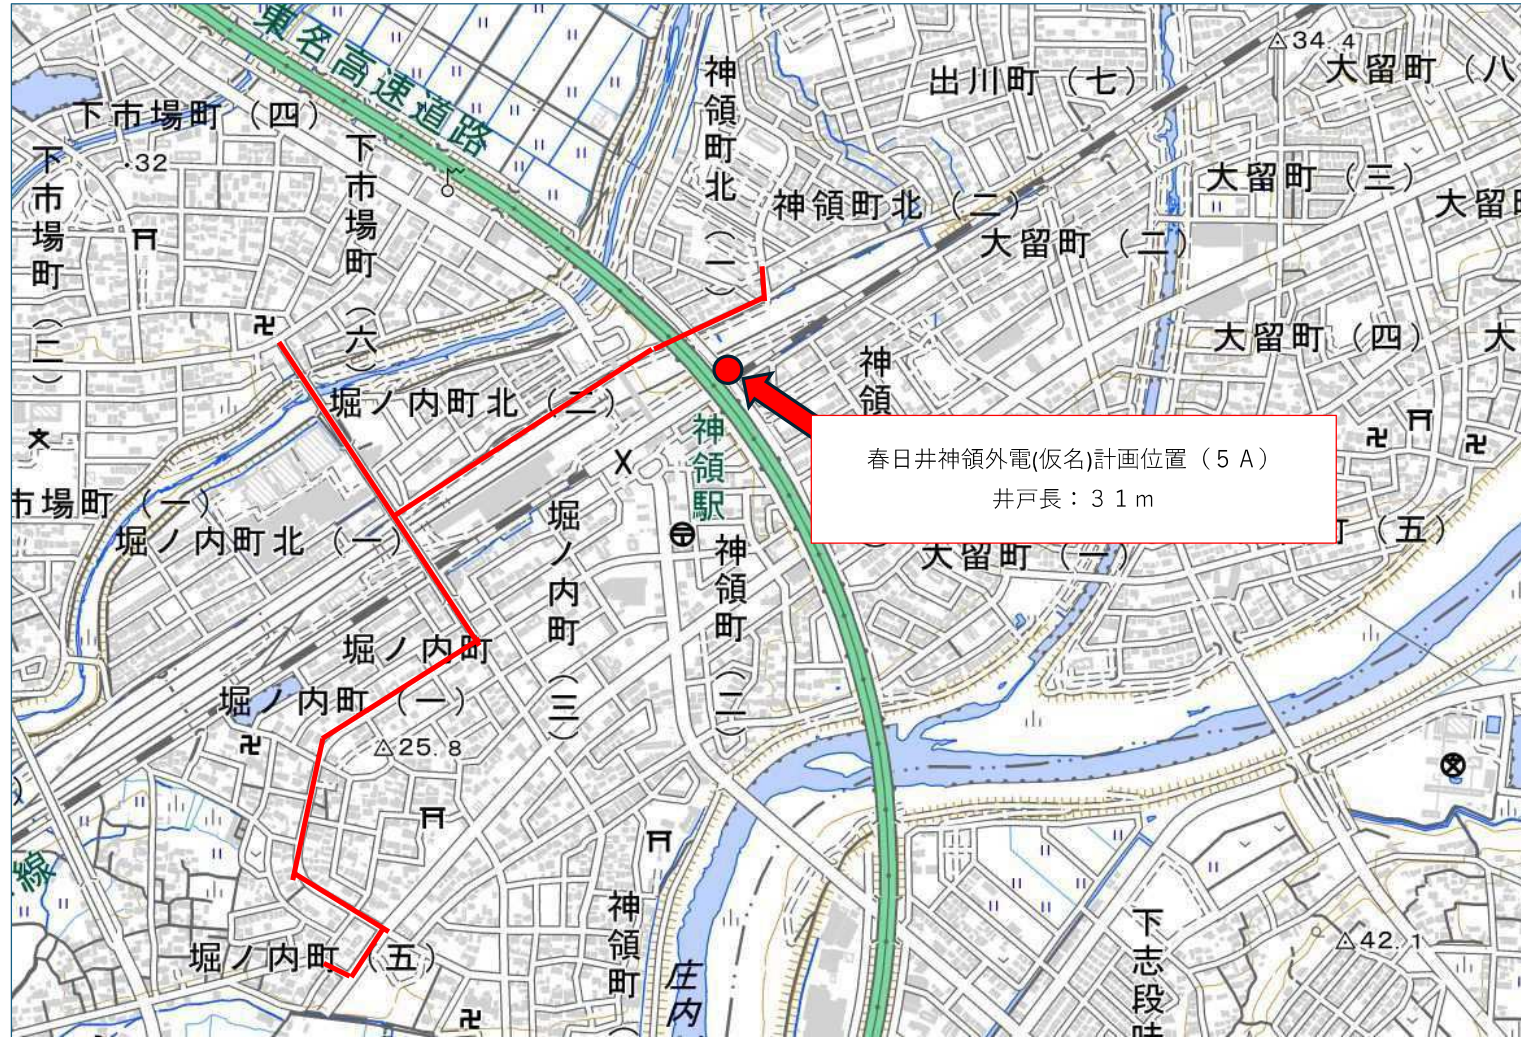 東名高速道路
下市場町（四）
下市場町（二）
下市場町（六）
.32
神領町北（一）
出川町（七）
34.4
大留町（八
大留町（三）
神領町北（二）
大留町（二）
大留町（四）
堀ノ内町北（二）
神領駅
神領
春日井神領外電(仮名)計画位置（５Ａ）
井戸長：３１ｍ
市場町（一）
堀ノ内町北（一）
堀ノ内町（三）
神領町（二）
大留町（一）
（五）
堀ノ内町
堀ノ内町（一）
25.8
線
堀ノ内町（五）
神領町
庄内
下志段味
42.1